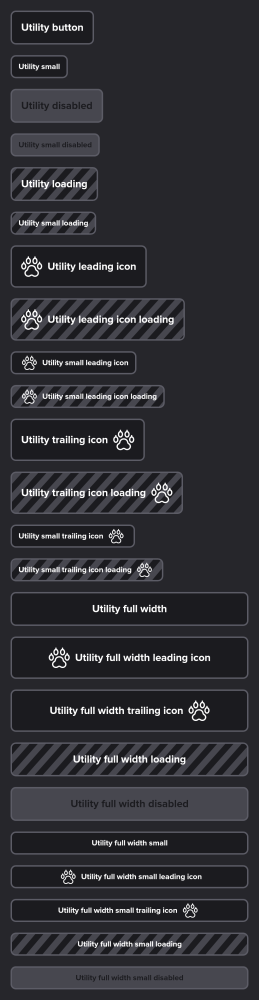 Utility button
Utility small
Utility disabled
Utility small disabled
Utility loading
Utility small loading
Utility leading icon
Utility leading icon loading
Utility small leading icon
Utility small leading icon loading
Utility trailing icon
Utility trailing icon loading
Utility small trailing icon
Utility small trailing icon loading
Utility full width
Utility full width leading icon
Utility full width trailing icon
Utility full width loading
Utility full width disabled
Utility full width small
Utility full width small leading icon
Utility full width small trailing icon
Utility full width small loading
Utility full width small disabled